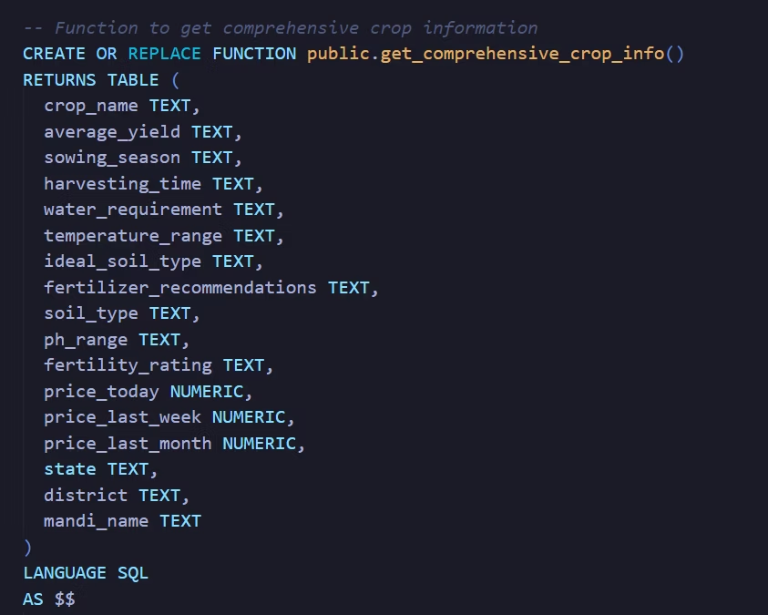 -- Function to get comprehensive crop information
CREATE OR REPLACE FUNCTION public.get_comprehensive_crop_info()
RETURNS TABLE (
  crop_name TEXT,
  average_yield TEXT,
  sowing_season TEXT,
  harvesting_time TEXT,
  water_requirement TEXT,
  temperature_range TEXT,
  ideal_soil_type TEXT,
  fertilizer_recommendations TEXT,
  soil_type TEXT,
  ph_range TEXT,
  fertility_rating TEXT,
  price_today NUMERIC,
  price_last_week NUMERIC,
  price_last_month NUMERIC,
  state TEXT,
  district TEXT,
  mandi_name TEXT
)
LANGUAGE SQL
AS $$